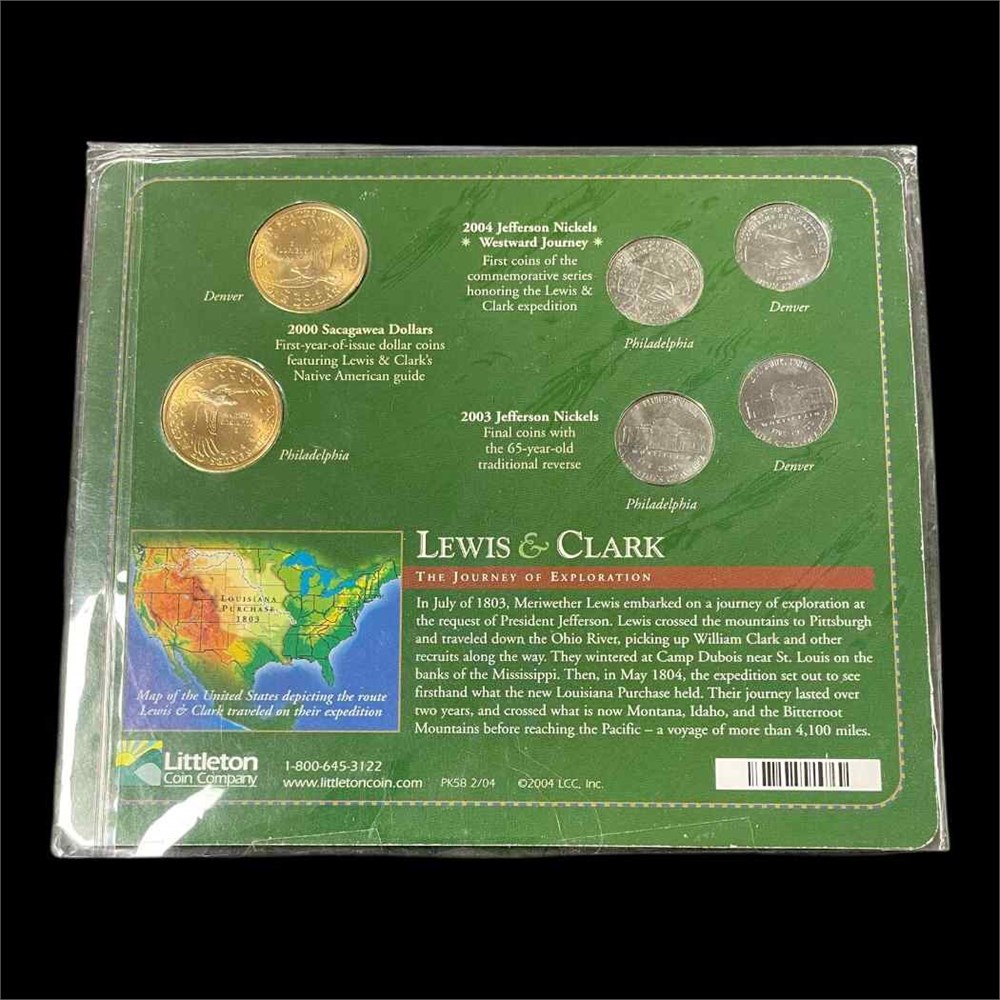 Denver
2000 Sacagawea Dollars
First-year-of-issue dollar coins
featuring Lewis & Clark's
Native American guide
Philadelphia
2004 Jefferson Nickels
* Westward Journey *
First coins of the
commemorative series
honoring the Lewis &
Clark expedition
Philadelphia
Denver
2003 Jefferson Nickels
Final coins with
the 65-year-old
traditional reverse
Philadelphia
Denver
LOUISIANA
PURCHASE
1803
Map of the United States depicting the route
Lewis & Clark traveled on their expedition
LEWIS & CLARK
THE JOURNEY OF EXPLORATION
In July of 1803, Meriwether Lewis embarked on a journey of exploration at
the request of President Jefferson. Lewis crossed the mountains to Pittsburgh
and traveled down the Ohio River, picking up William Clark and other
recruits along the way. They wintered at Camp Dubois near St. Louis on the
banks of the Mississippi. Then, in May 1804, the expedition set out to see
firsthand what the new Louisiana Purchase held. Their journey lasted over
two years, and crossed what is now Montana, Idaho, and the Bitterroot
Mountains before reaching the Pacific – a voyage of more than 4,100 miles.
Littleton
Coin Company
1-800-645-3122
www.littletoncoin.com
PK58 2/04
©2004 LCC, Inc.